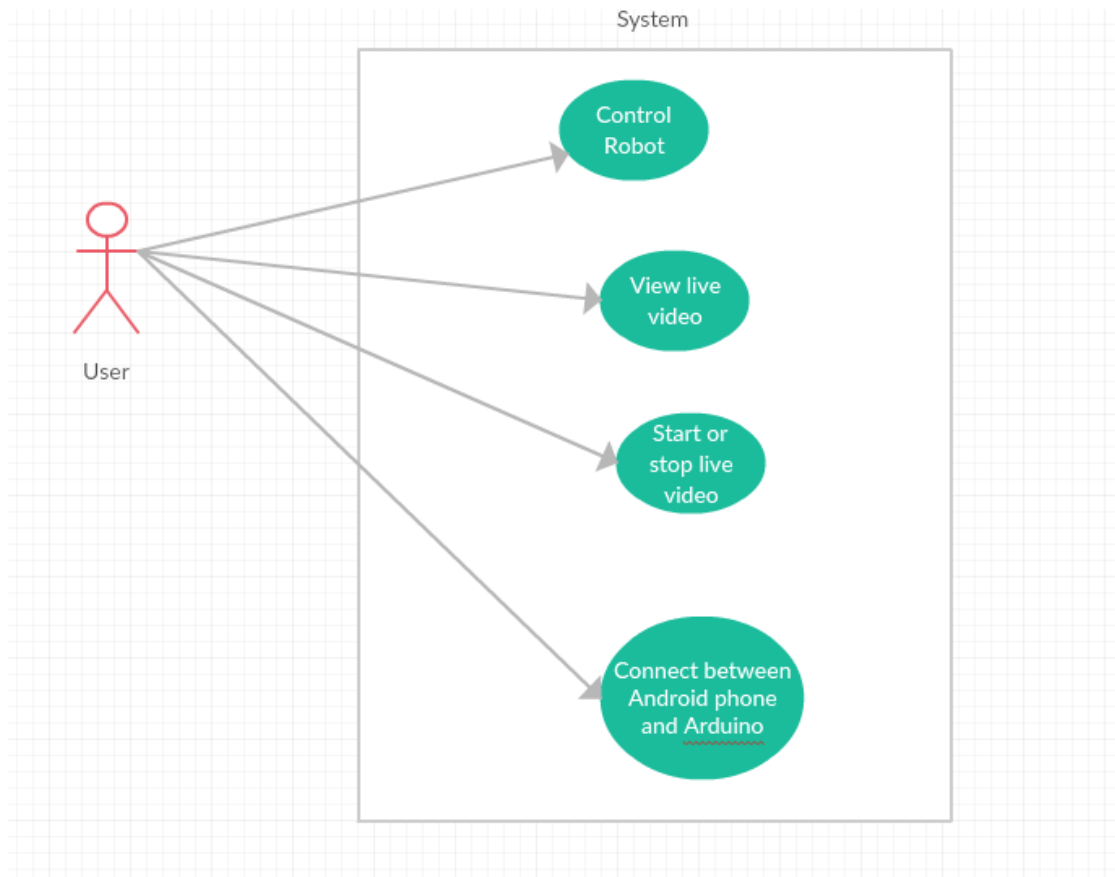 System
Control
Robot
View live
video
User
Start or
stop live
video
Connect between
Android phone
and Arduino